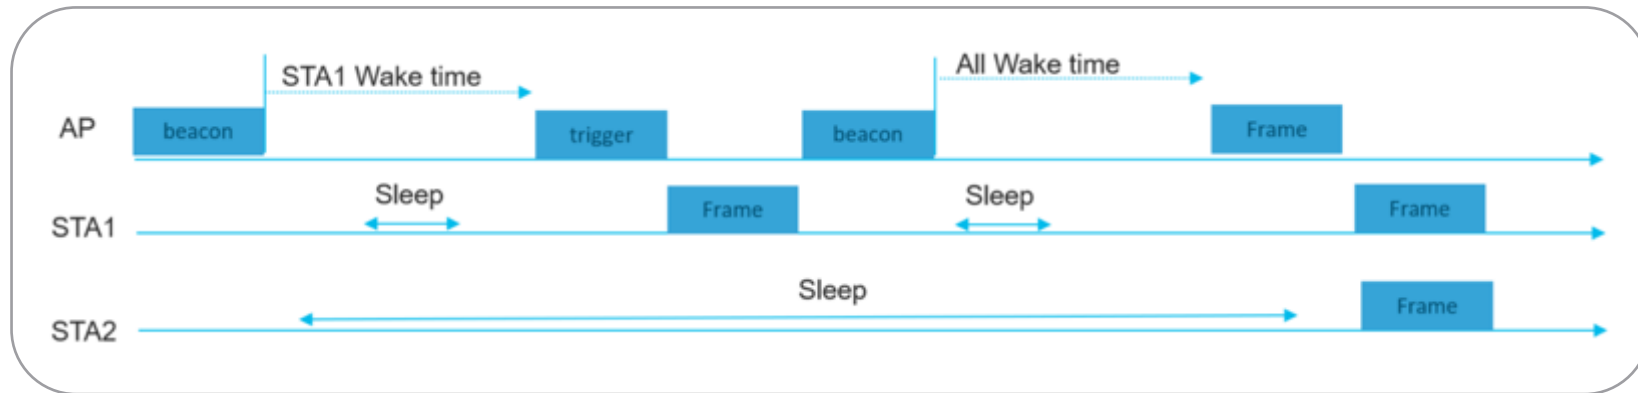 STA1 Wake time
All Wake time
AP
beacon
trigger
beacon
Frame
Sleep
Sleep
STA1
Frame
Frame
Sleep
STA2
Frame